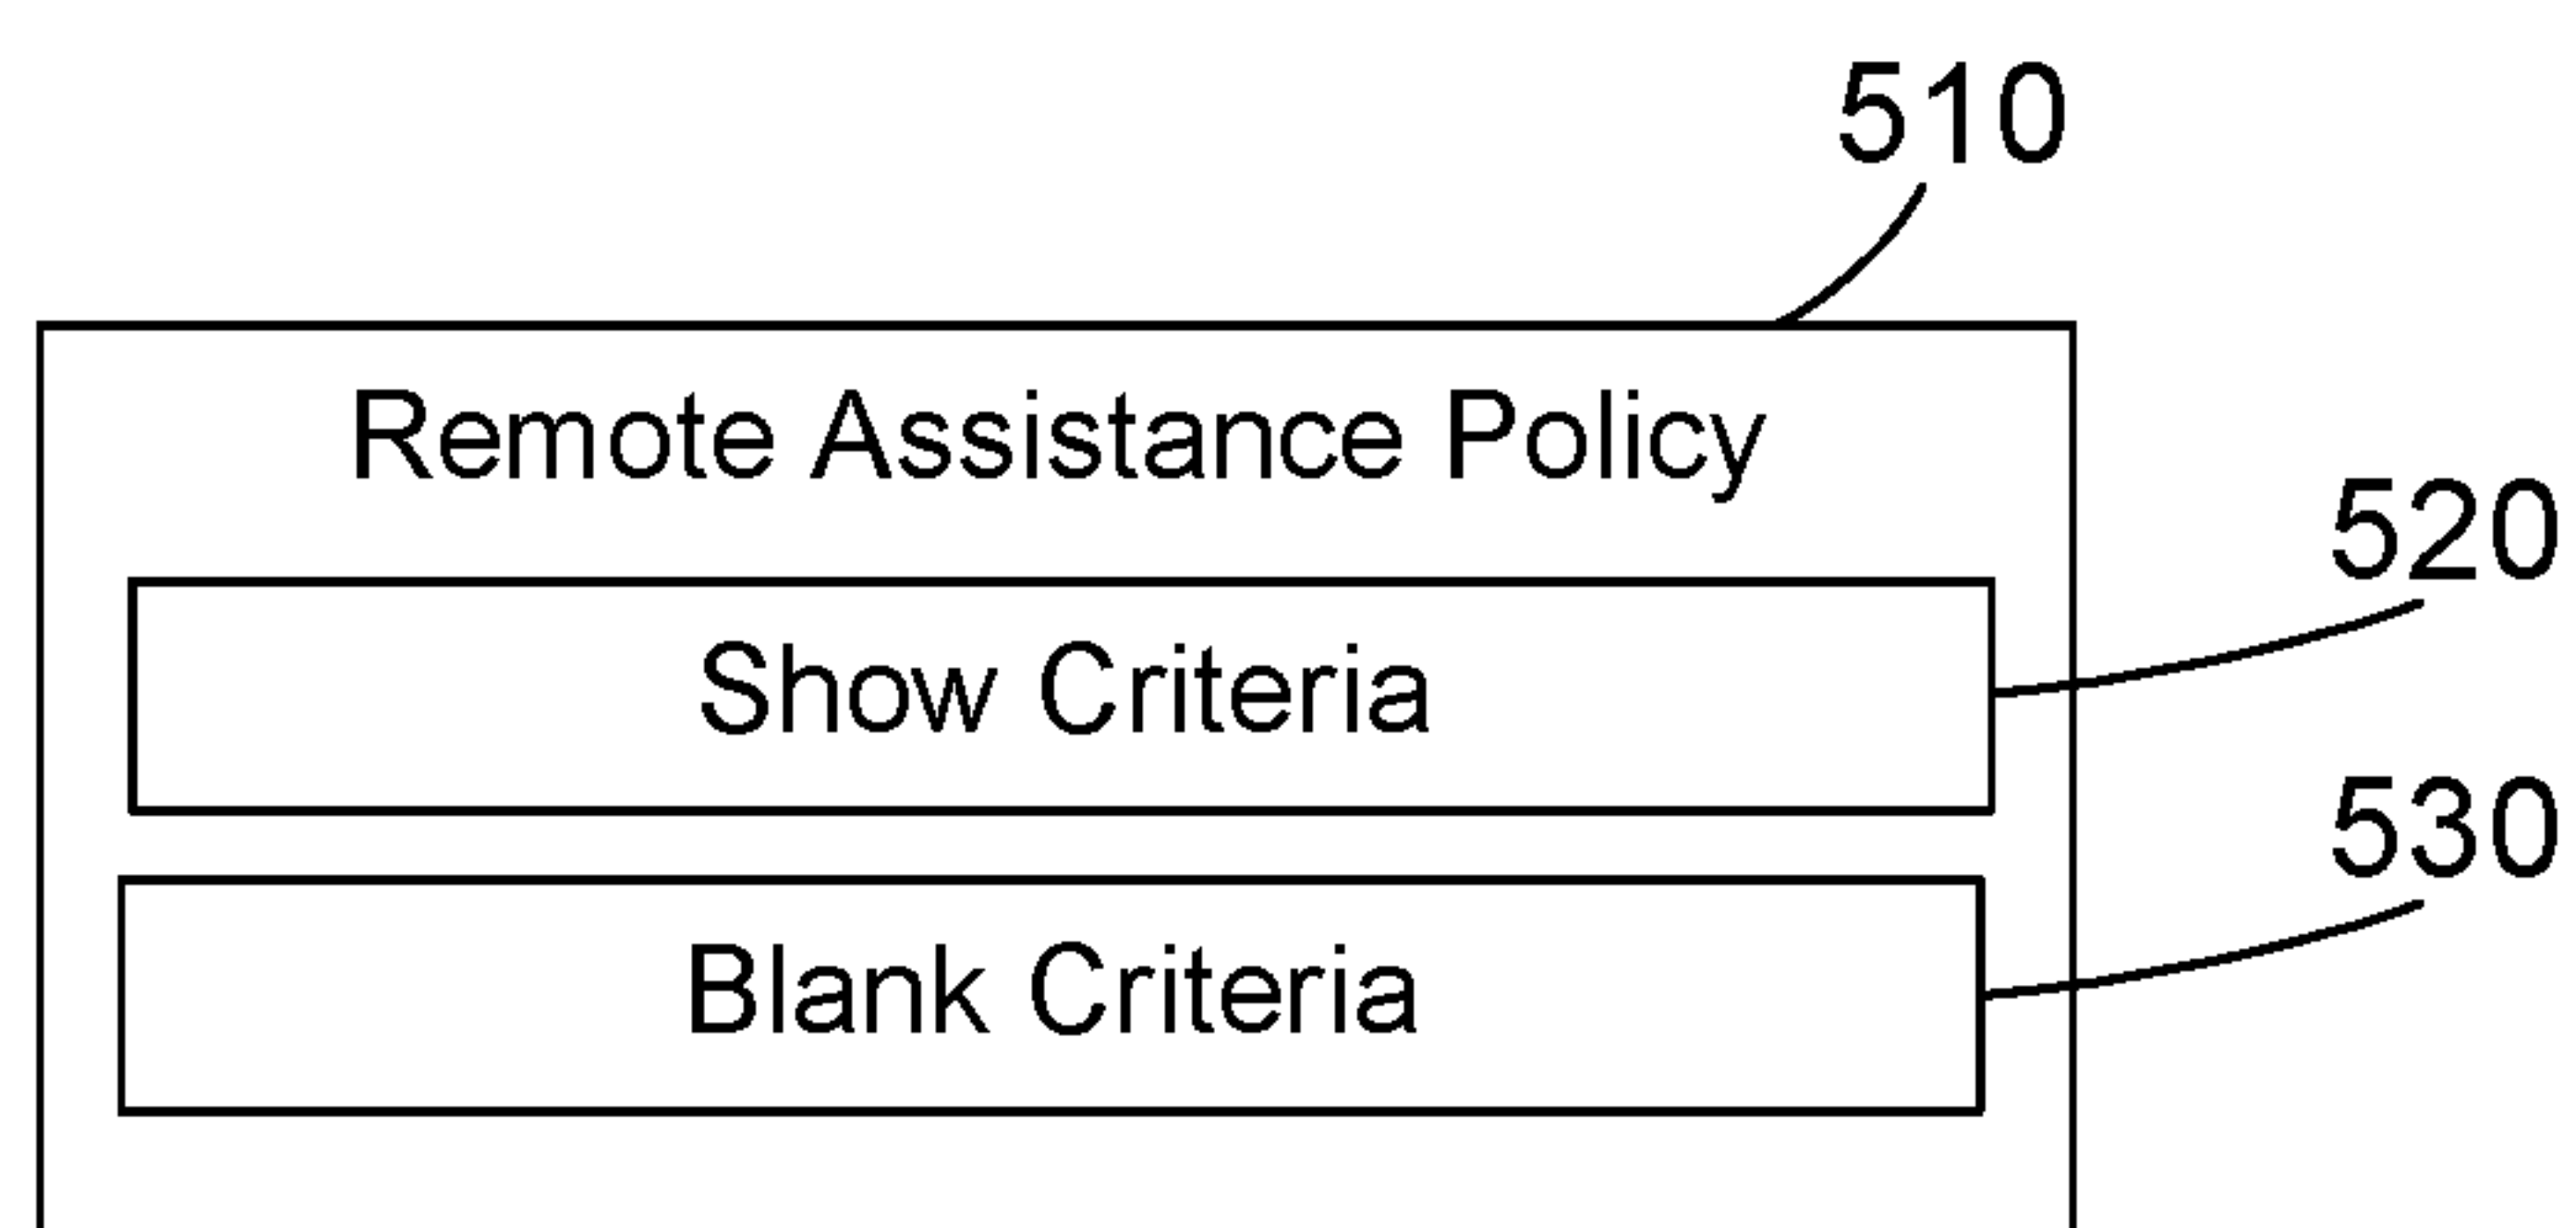 510
Remote Assistance Policy
520
Show Criteria
530
Blank Criteria